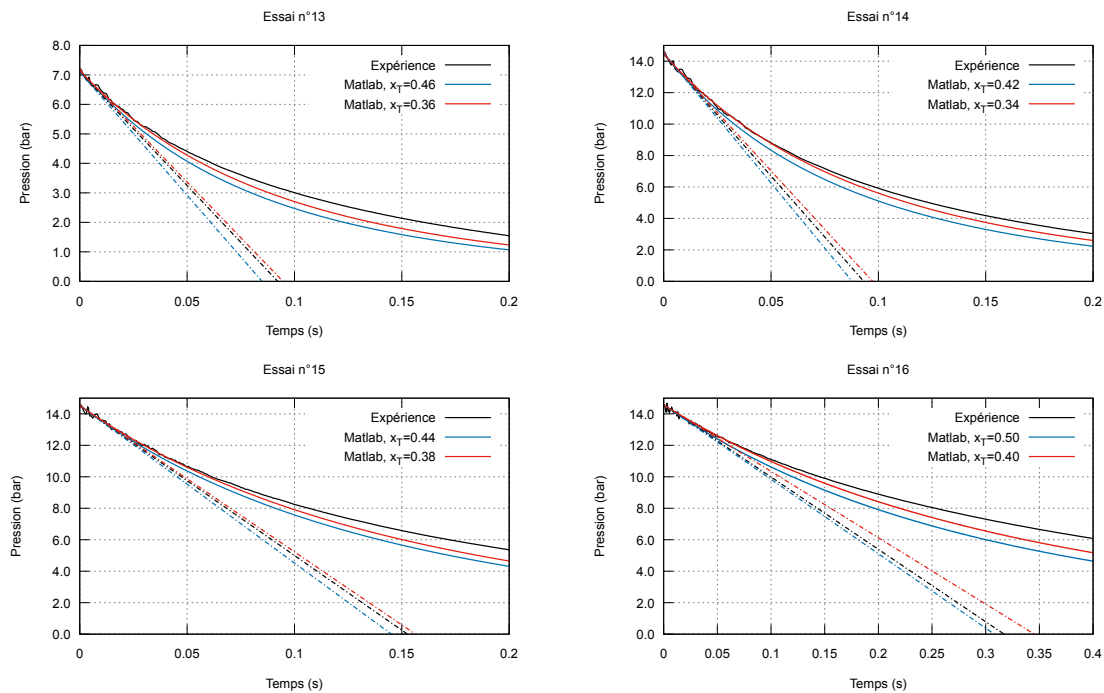 Essai n°13
8.0
7.0
6.0
5.0
4.0
3.0
2.0
1.0
0.0
Pression (bar)
Expérience
Matlab, x_T=0.46
Matlab, x_T=0.36
0 0.05 0.1 0.15 0.2
Temps (s)
Essai n°14
14.0
12.0
10.0
8.0
6.0
4.0
2.0
0.0
Pression (bar)
Expérience
Matlab, x_T=0.42
Matlab, x_T=0.34
0 0.05 0.1 0.15 0.2
Temps (s)
Essai n°15
14.0
12.0
10.0
8.0
6.0
4.0
2.0
0.0
Pression (bar)
Expérience
Matlab, x_T=0.44
Matlab, x_T=0.38
0 0.05 0.1 0.15 0.2
Temps (s)
Essai n°16
14.0
12.0
10.0
8.0
6.0
4.0
2.0
0.0
Pression (bar)
Expérience
Matlab, x_T=0.50
Matlab, x_T=0.40
0 0.05 0.1 0.15 0.2 0.25 0.3 0.35 0.4
Temps (s)